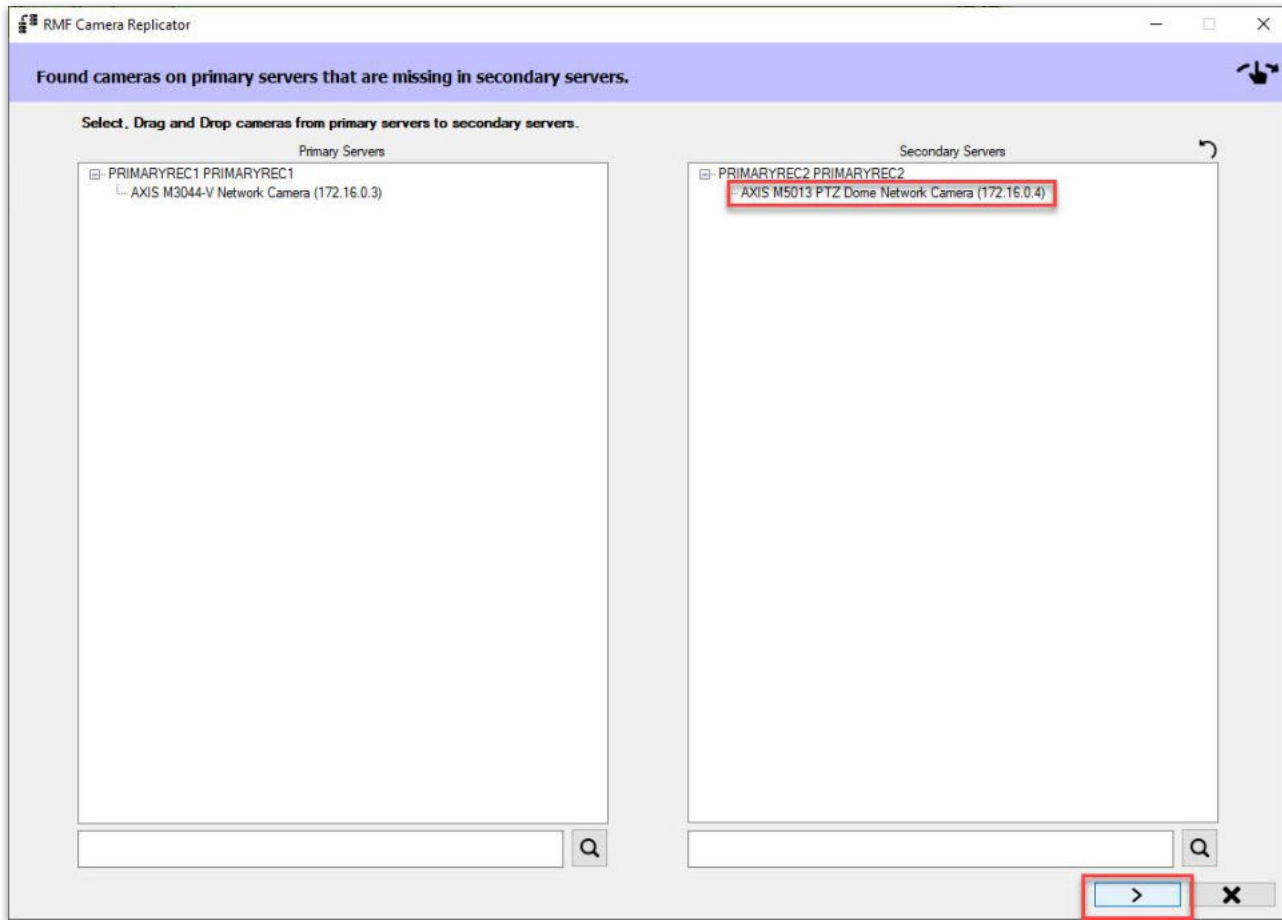 RMF Camera Replicator
Found cameras on primary servers that are missing in secondary servers.
Select, Drag and Drop cameras from primary servers to secondary servers.
Primary Servers
PRIMARYREC1 PRIMARYREC1
AXIS M3044-V Network Camera (172.16.0.3)
Secondary Servers
PRIMARYREC2 PRIMARYREC2
AXIS M5013 PTZ Dome Network Camera (172.16.0.4)